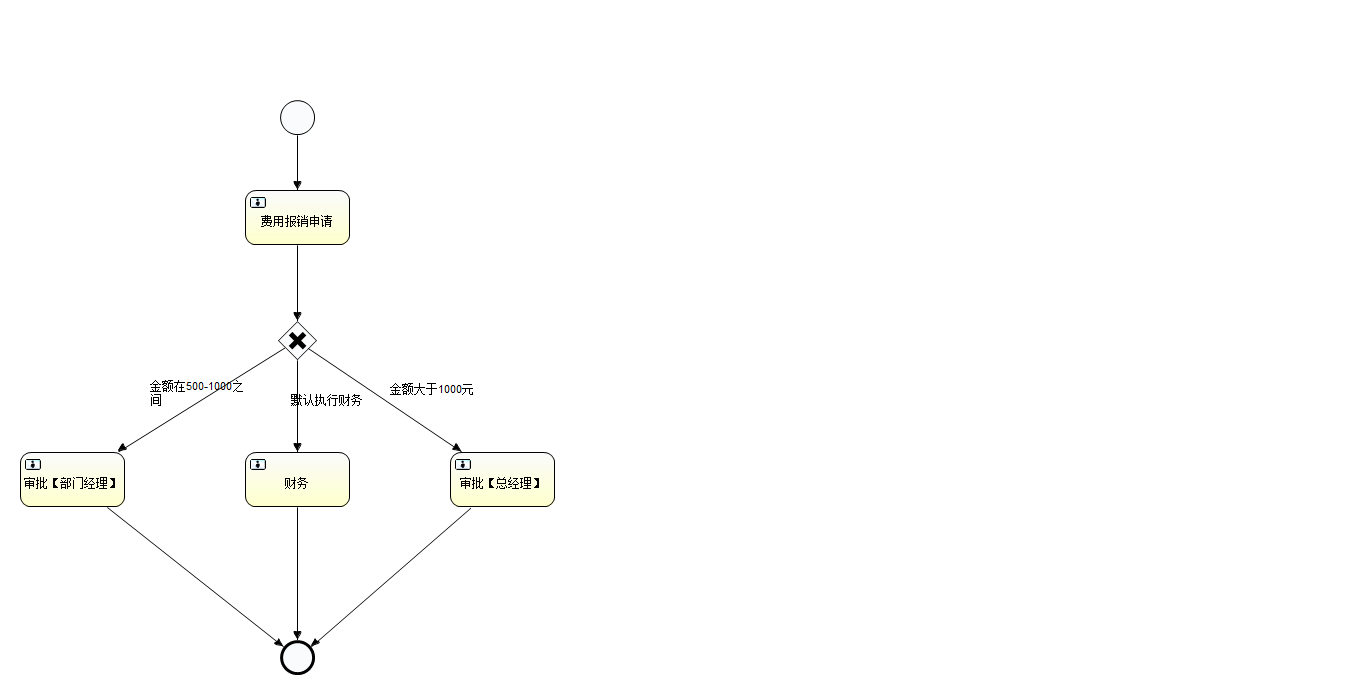 费用报销申请
金额在500-1000之
间
默认执行财务
金额大于1000元
审批【部门经理】
财务
审批【总经理】